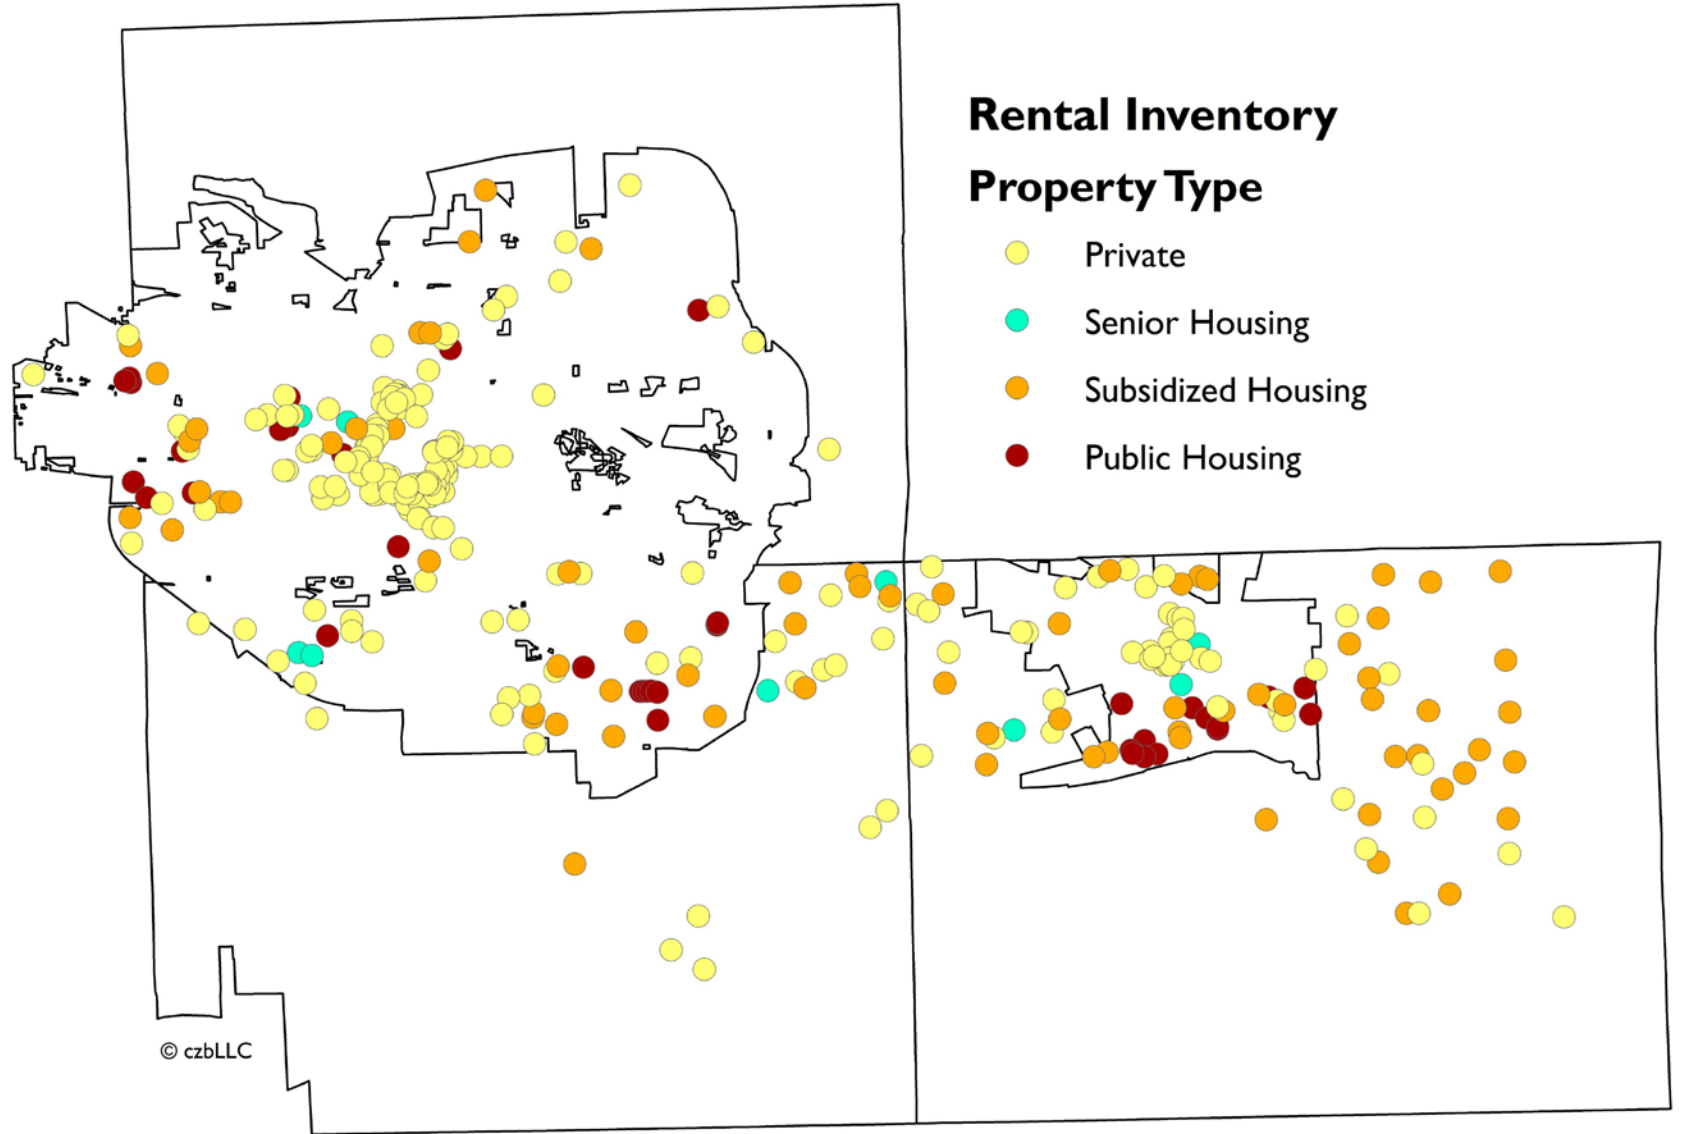 Rental Inventory
Property Type
Private
Senior Housing
Subsidized Housing
Public Housing
© czbLLC